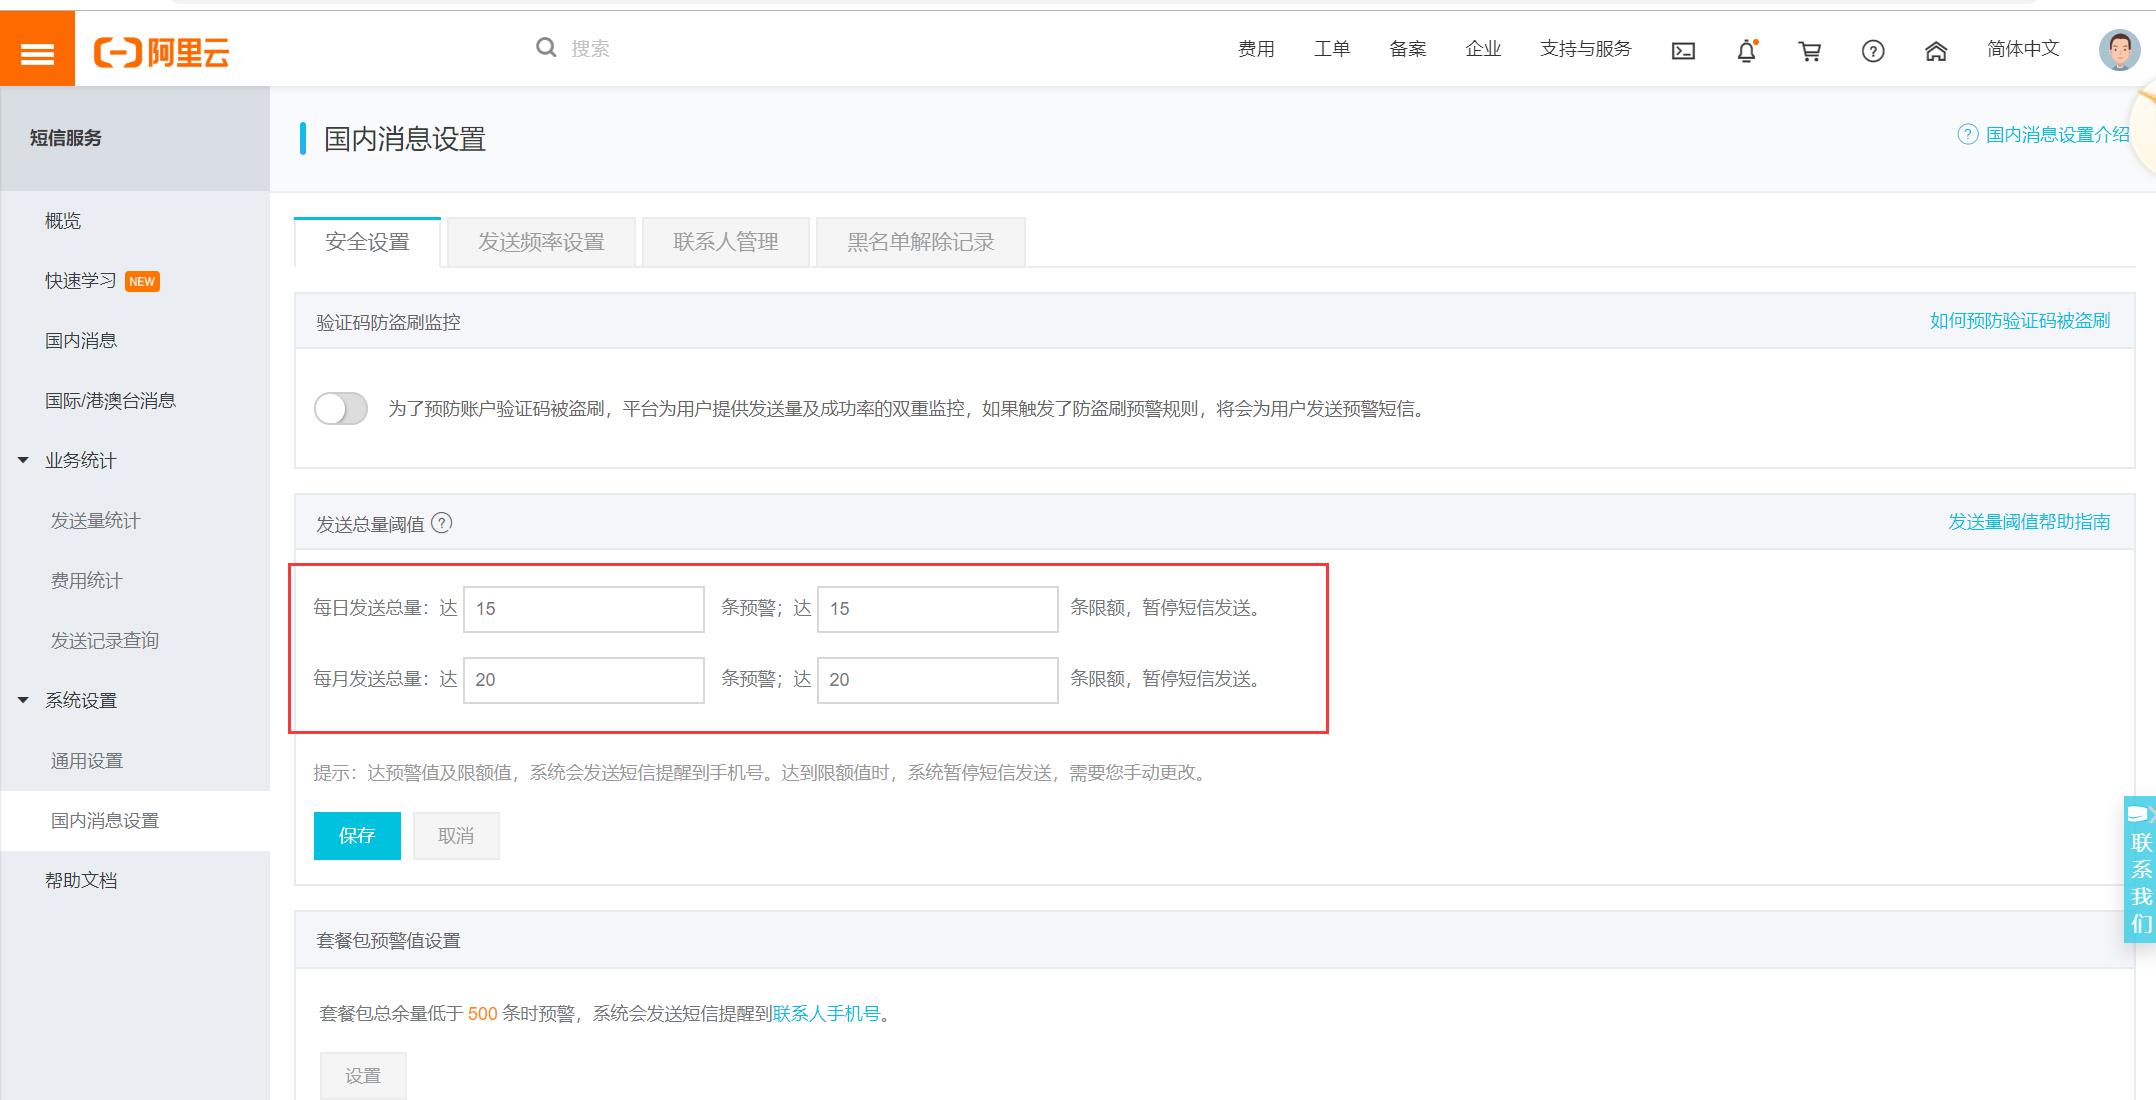 阿里云
搜索
费用 工单 备案 企业 支持与服务 简体中文
短信服务
概览
快速学习 NEW
国内消息
国际/港澳台消息
业务统计
发送量统计
费用统计
发送记录查询
系统设置
通用设置
国内消息设置
帮助文档
国内消息设置
国内消息设置介绍
安全设置 发送频率设置 联系人管理 黑名单解除记录
验证码防盗刷监控 如何预防验证码被盗刷
为了预防账户验证码被盗刷，平台为用户提供发送量及成功率的双重监控，如果触发了防盗刷预警规则，将会为用户发送预警短信。
发送总量阈值 ? 发送量阈值帮助指南
每日发送总量：达 15 条预警；达 15 条限额，暂停短信发送。
每月发送总量：达 20 条预警；达 20 条限额，暂停短信发送。
提示：达预警值及限额值，系统会发送短信提醒到手机号。达到限额值时，系统暂停短信发送，需要您手动更改。
保存 取消
套餐包预警值设置
套餐包总余量低于 500 条时预警，系统会发送短信提醒到联系人手机号。
设置
联系我们